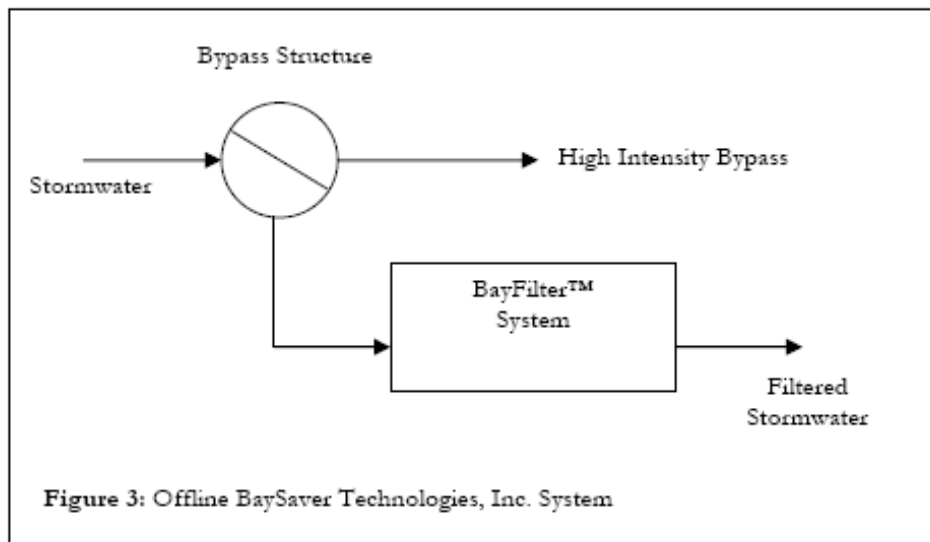 Bypass Structure
High Intensity Bypass
Stormwater
BayFilter™
System
Filtered
Stormwater
Figure 3: Offline BaySaver Technologies, Inc. System